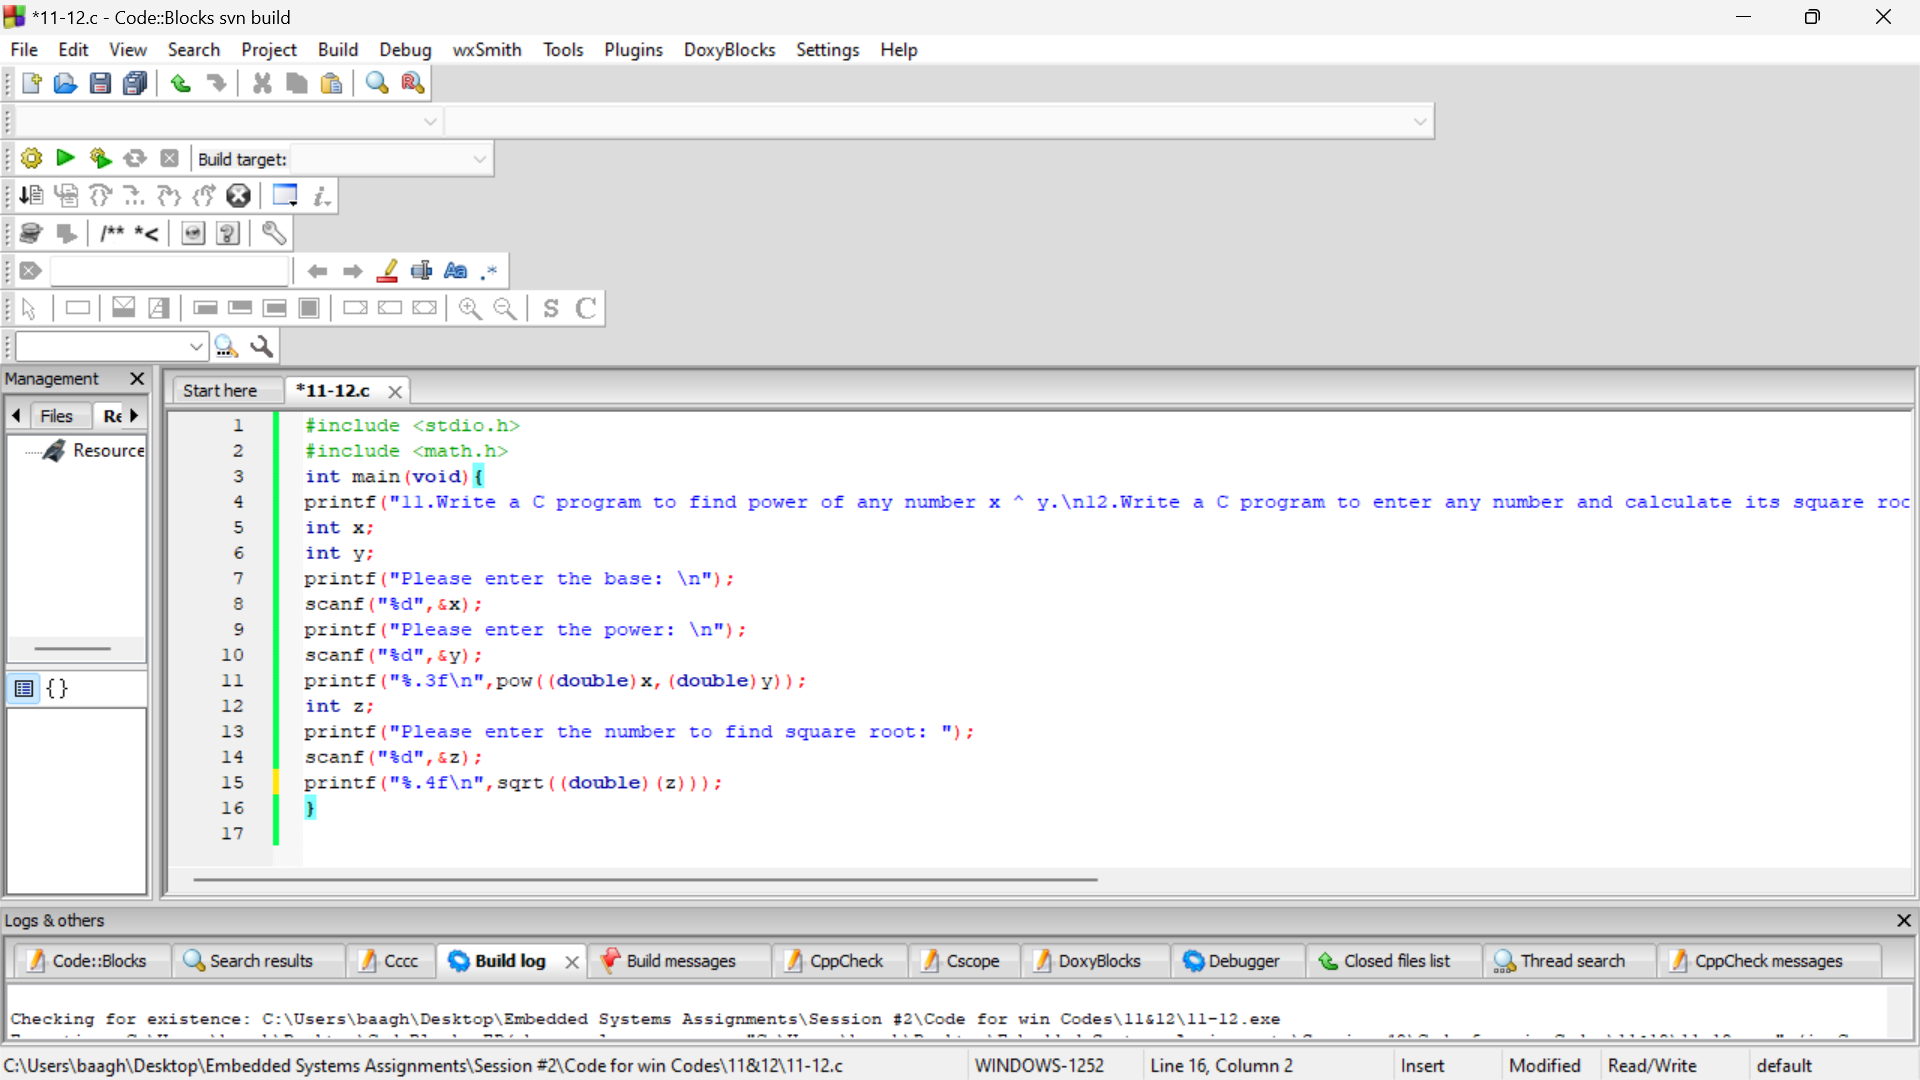 *11-12.c - Code::Blocks svn build
File Edit View Search Project Build Debug wxSmith Tools Plugins DoxyBlocks Settings Help
Build target:
/** *<
Aa .*
S C
Management
Start here *11-12.c
Files Re
Resource
1 #include <stdio.h>
2 #include <math.h>
3 int main(void){
4 printf("11.Write a C program to find power of any number x ^ y.\n12.Write a C program to enter any number and calculate its square roo
5 int x;
6 int y;
7 printf("Please enter the base: \n");
8 scanf("%d",&x);
9 printf("Please enter the power: \n");
10 scanf("%d",&y);
11 printf("%.3f\n",pow((double)x,(double)y));
12 int z;
13 printf("Please enter the number to find square root: ");
14 scanf("%d",&z);
15 printf("%.4f\n",sqrt((double)(z)));
16 }
17
{}
Logs & others
Code::Blocks Search results Cccc Build log Build messages CppCheck Cscope DoxyBlocks Debugger Closed files list Thread search CppCheck messages
Checking for existence: C:\Users\baagh\Desktop\Embedded Systems Assignments\Session #2\Code for win Codes\11&12\11-12.exe
C:\Users\baagh\Desktop\Embedded Systems Assignments\Session #2\Code for win Codes\11&12\11-12.c WINDOWS-1252 Line 16, Column 2 Insert Modified Read/Write default